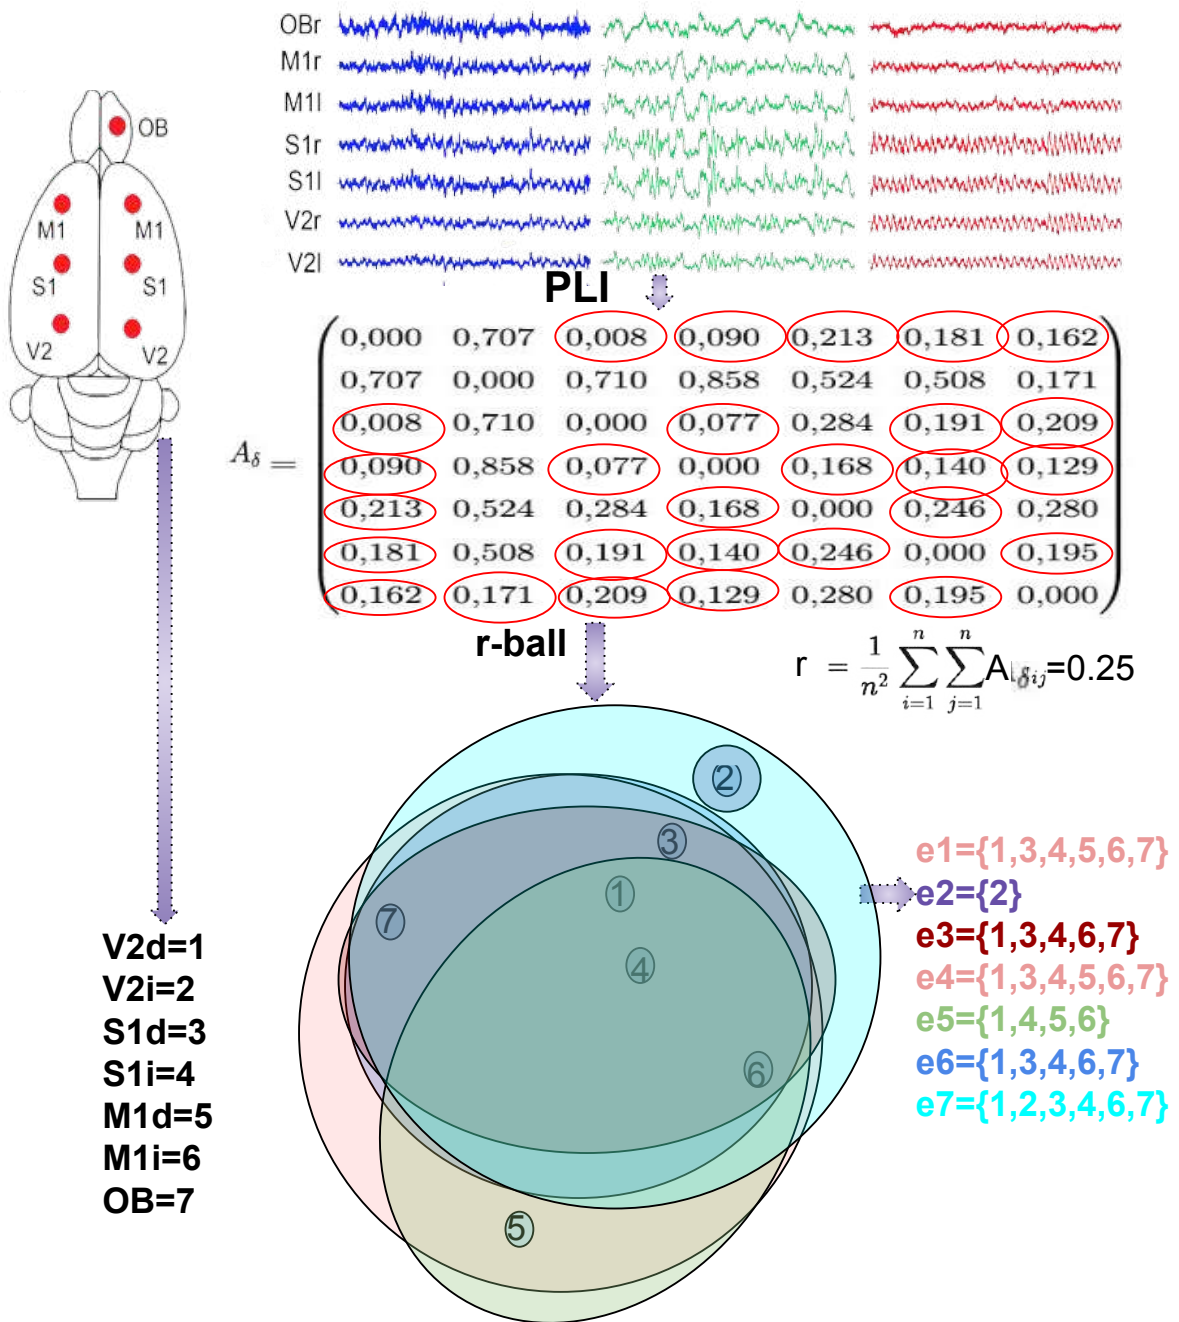 OBr
M1r
M1l
S1r
S1l
V2r
V2l
OB
M1 M1
S1 S1
V2 V2
PLI
0,000 0,707 0,008 0,090 0,213 0,181 0,162
0,707 0,000 0,710 0,858 0,524 0,508 0,171
0,008 0,710 0,000 0,077 0,284 0,191 0,209
A_δ = 0,090 0,858 0,077 0,000 0,168 0,140 0,129
0,213 0,524 0,284 0,168 0,000 0,246 0,280
0,181 0,508 0,191 0,140 0,246 0,000 0,195
0,162 0,171 0,209 0,129 0,280 0,195 0,000
r-ball
r = 1/n² ∑_{i=1}^{n} ∑_{j=1}^{n} A_{δij}=0.25
2
3
1
7
4
6
5
e1={1,3,4,5,6,7}
e2={2}
e3={1,3,4,6,7}
e4={1,3,4,5,6,7}
e5={1,4,5,6}
e6={1,3,4,6,7}
e7={1,2,3,4,6,7}
V2d=1
V2i=2
S1d=3
S1i=4
M1d=5
M1i=6
OB=7